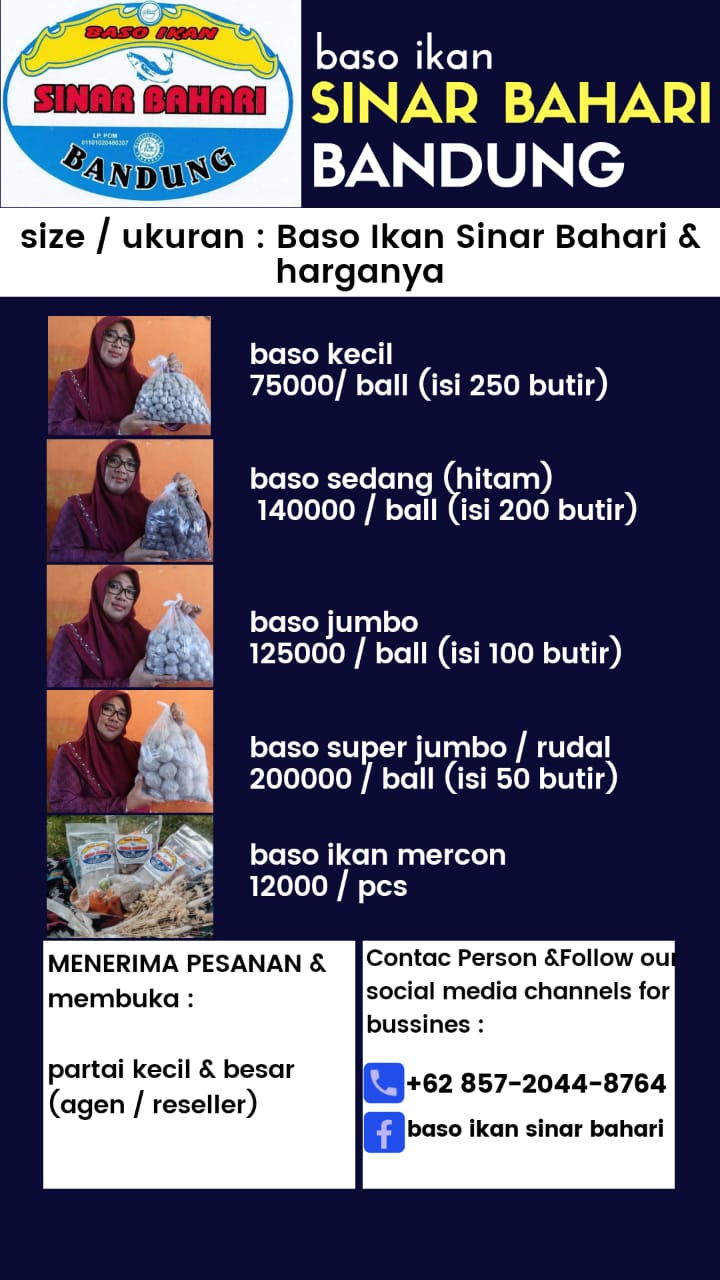 BASO IKAN
SINAR BAHARI
LP. POM
01101020480307
BANDUNG
baso ikan
SINAR BAHARI
BANDUNG
size / ukuran : Baso Ikan Sinar Bahari &
harganya
baso kecil
75000/ ball (isi 250 butir)
baso sedang (hitam)
140000 / ball (isi 200 butir)
baso jumbo
125000 / ball (isi 100 butir)
baso super jumbo / rudal
200000 / ball (isi 50 butir)
baso ikan mercon
12000 / pcs
MENERIMA PESANAN &
membuka :
partai kecil & besar
(agen / reseller)
Contac Person &Follow our
social media channels for
bussines :
+62 857-2044-8764
baso ikan sinar bahari